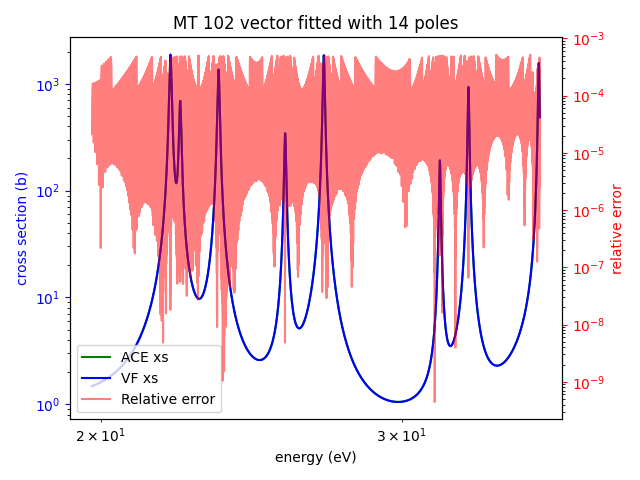 MT 102 vector fitted with 14 poles
cross section (b)
10³
10²
10¹
10⁰
10⁻³
10⁻⁴
10⁻⁵
10⁻⁶
10⁻⁷
10⁻⁸
10⁻⁹
relative error
ACE xs
VF xs
Relative error
2 × 10¹
3 × 10¹
energy (eV)